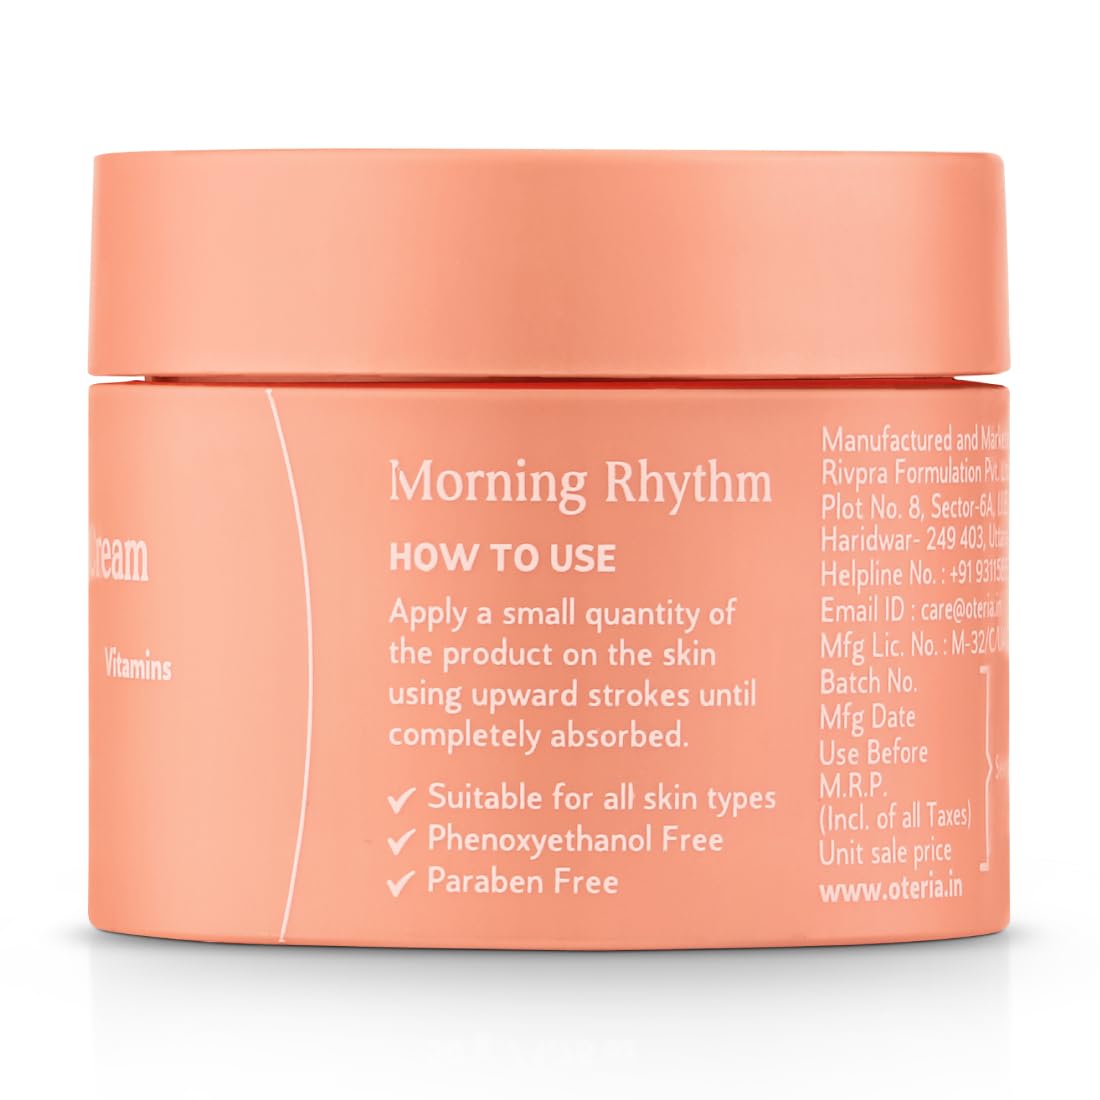 Cream
Vitamins
Morning Rhythm
HOW TO USE
Apply a small quantity of
the product on the skin
using upward strokes until
completely absorbed.
✓ Suitable for all skin types
✓ Phenoxyethanol Free
✓ Paraben Free
Manufactured and
Rivpra Formulation Pvt.
Plot No. 8, Sector-6A,
Haridwar- 249 403,
Helpline No. : +91
Email ID : care@oteria.in
Mfg Lic. No. : M-32/C/
Batch No.
Mfg Date
Use Before
M.R.P.
(Incl. of all Taxes)
Unit sale price
www.oteria.in